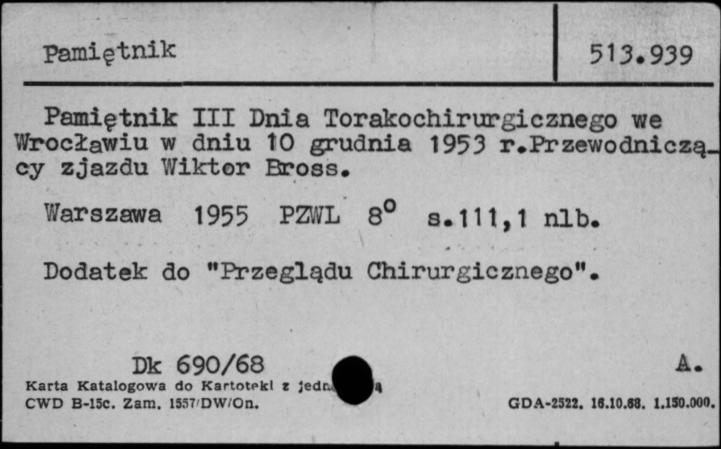 Pamiętnik
513.939
Pamiętnik III Dnia Torakochirurgicznego we
Wrocławiu w dniu 10 grudnia 1953 r.Przewodniczą-
cy zjazdu Wiktor Bross.
Warszawa 1955 PZWL 8° s.111,1 nlb.
Dodatek do "Przeglądu Chirurgicznego".
Dk 690/68
A.
Karta Katalogowa do Kartoteki z
CWD B-15c. Zam. 1557/DW/On.
GDA-2522. 16.10.68. 1.150.000.